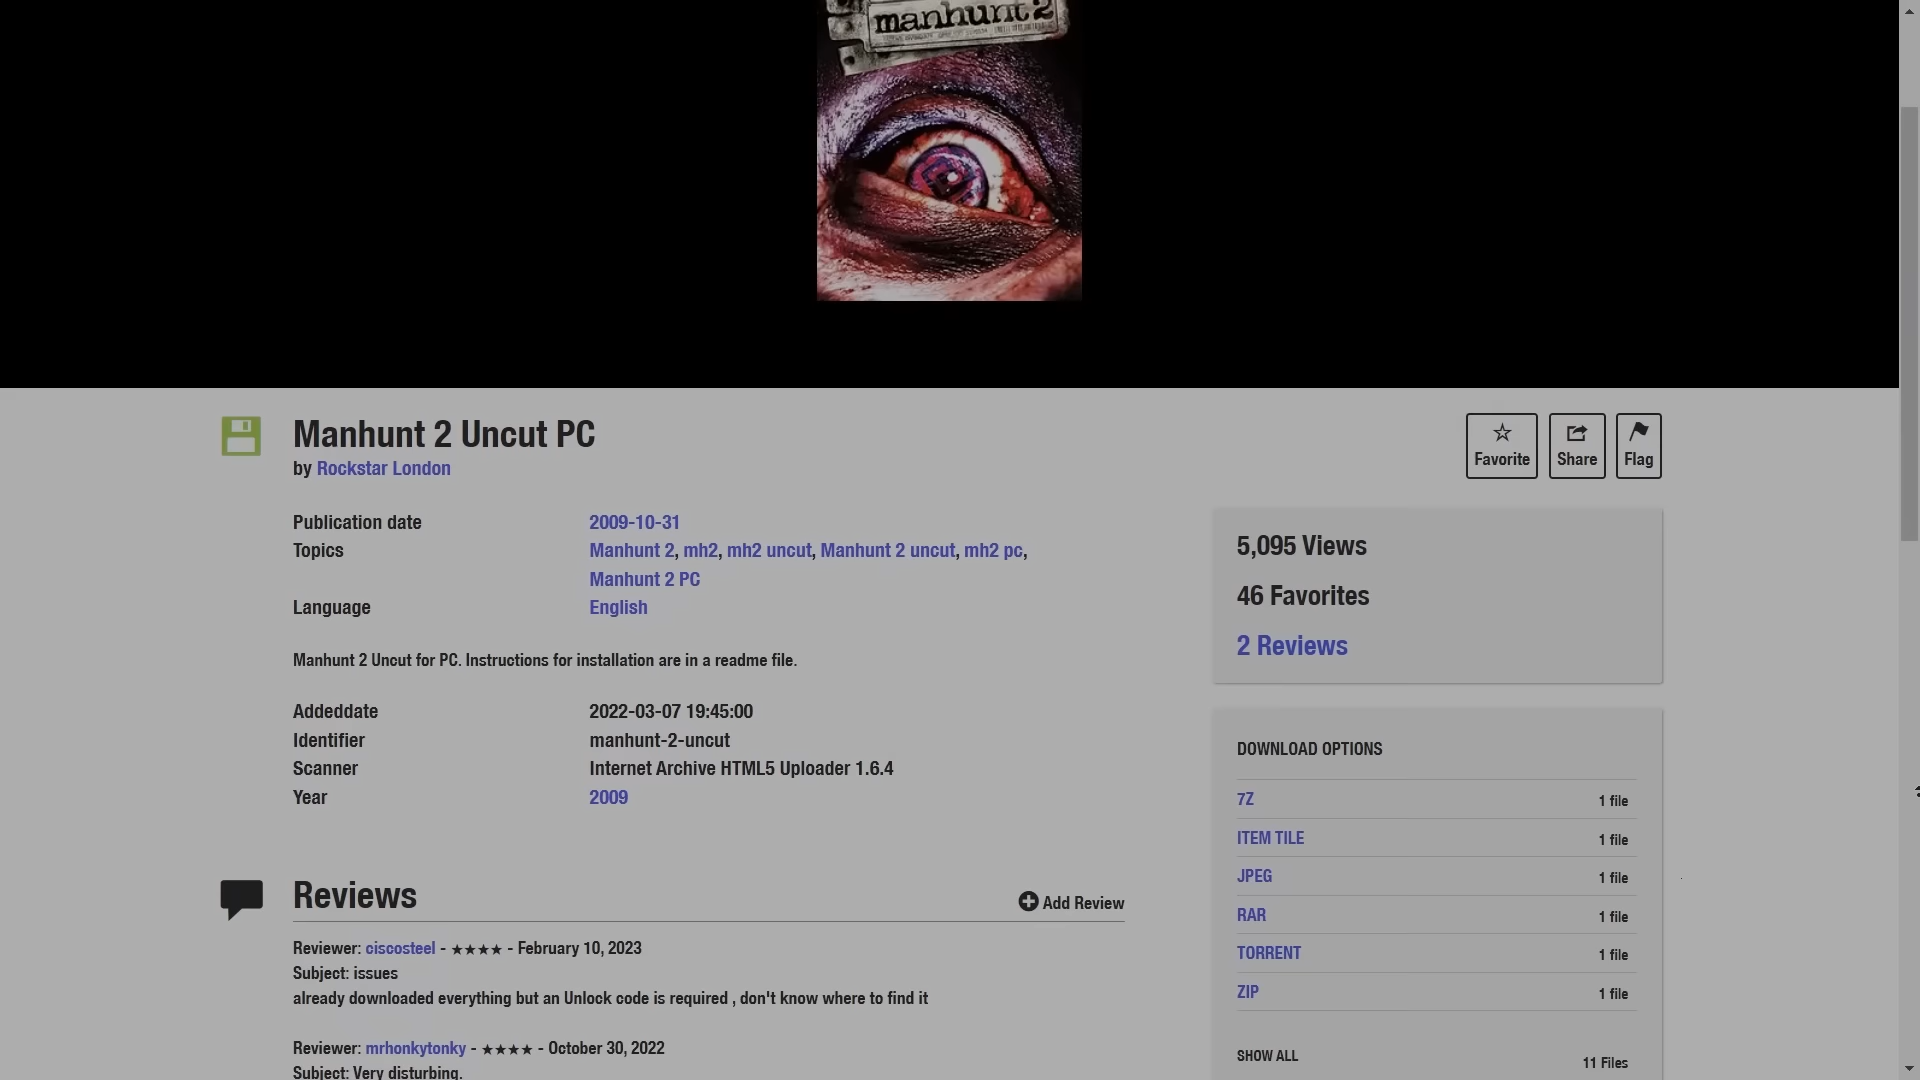 manhunt 2
Manhunt 2 Uncut PC
by Rockstar London
Favorite
Share
Flag
Publication date
2009-10-31
Topics
Manhunt 2, mh2, mh2 uncut, Manhunt 2 uncut, mh2 pc,
Manhunt 2 PC
Language
English
Manhunt 2 Uncut for PC. Instructions for installation are in a readme file.
Addeddate
2022-03-07 19:45:00
Identifier
manhunt-2-uncut
Scanner
Internet Archive HTML5 Uploader 1.6.4
Year
2009
5,095 Views
46 Favorites
2 Reviews
DOWNLOAD OPTIONS
7Z 1 file
ITEM TILE 1 file
JPEG 1 file
RAR 1 file
TORRENT 1 file
ZIP 1 file
SHOW ALL 11 Files
Reviews
Add Review
Reviewer: ciscosteel - ★★★★ - February 10, 2023
Subject: issues
already downloaded everything but an Unlock code is required , don't know where to find it
Reviewer: mrhonkytonky - ★★★★ - October 30, 2022
Subject: Very disturbing.